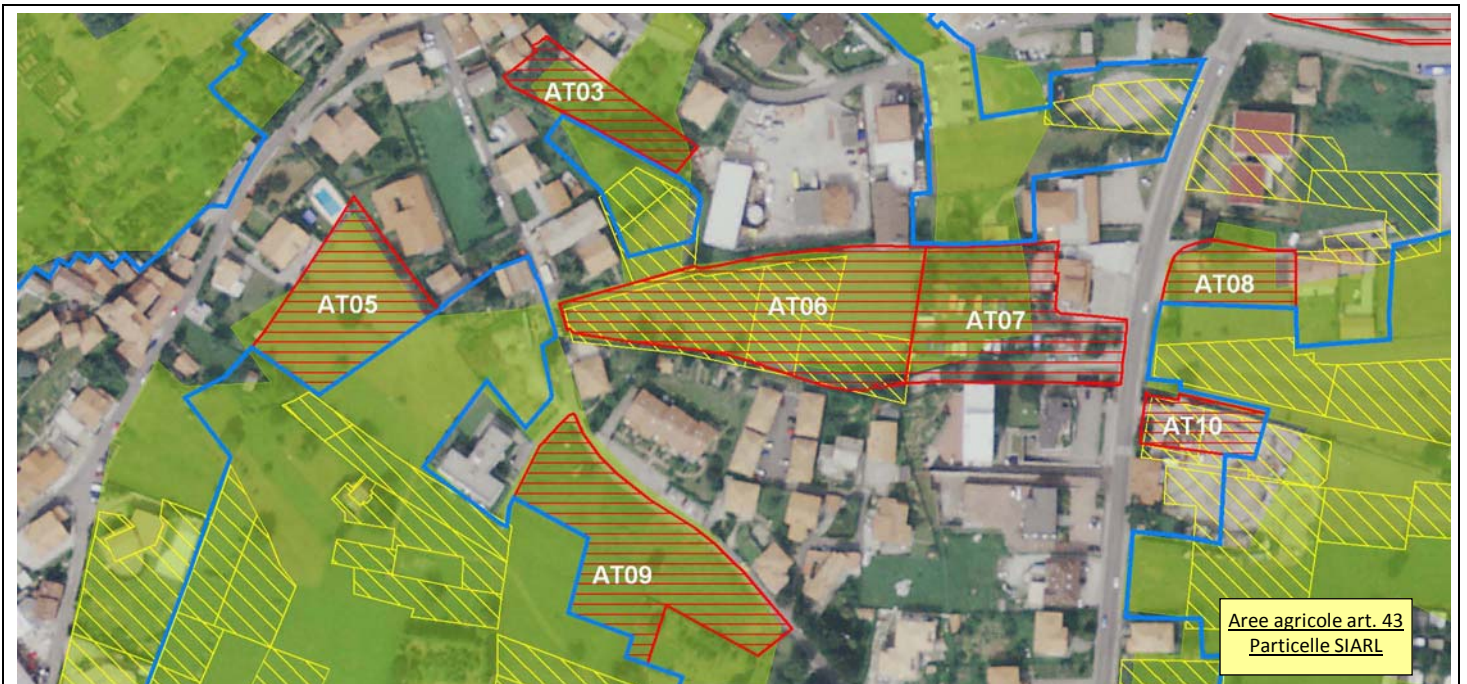 AT03
AT05
AT06
AT07
AT08
AT10
AT09
Aree agricole art. 43
Particelle SIARL